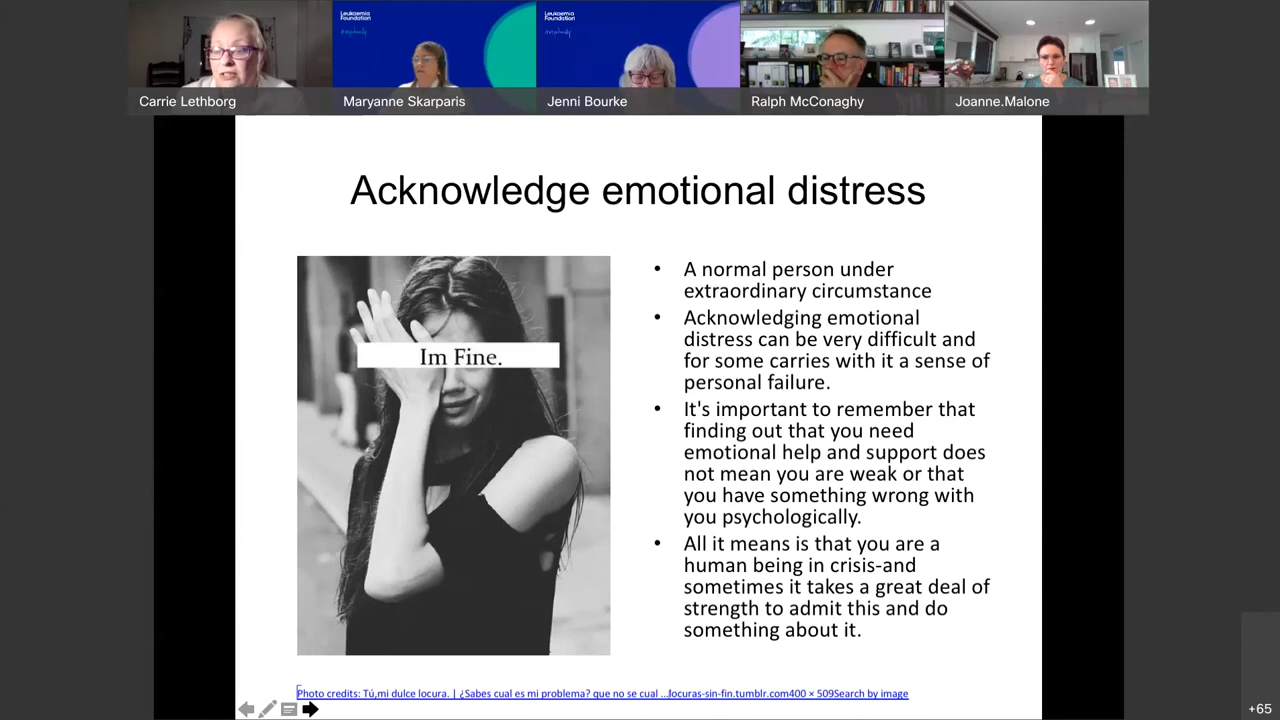 Leukaemia
Foundation
Leukaemia
Foundation
Carrie Lethborg
Maryanne Skarparis
Jenni Bourke
Ralph McConaghy
Joanne.Malone
Acknowledge emotional distress
Im Fine.
• A normal person under
extraordinary circumstance
• Acknowledging emotional
distress can be very difficult and
for some carries with it a sense of
personal failure.
• It's important to remember that
finding out that you need
emotional help and support does
not mean you are weak or that
you have something wrong with
you psychologically.
• All it means is that you are a
human being in crisis-and
sometimes it takes a great deal of
strength to admit this and do
something about it.
Photo credits: Tú,mi dulce locura. | ¿Sabes cual es mi problema? que no se cual ...locuras-sin-fin.tumblr.com400 × 509Search by image
+65